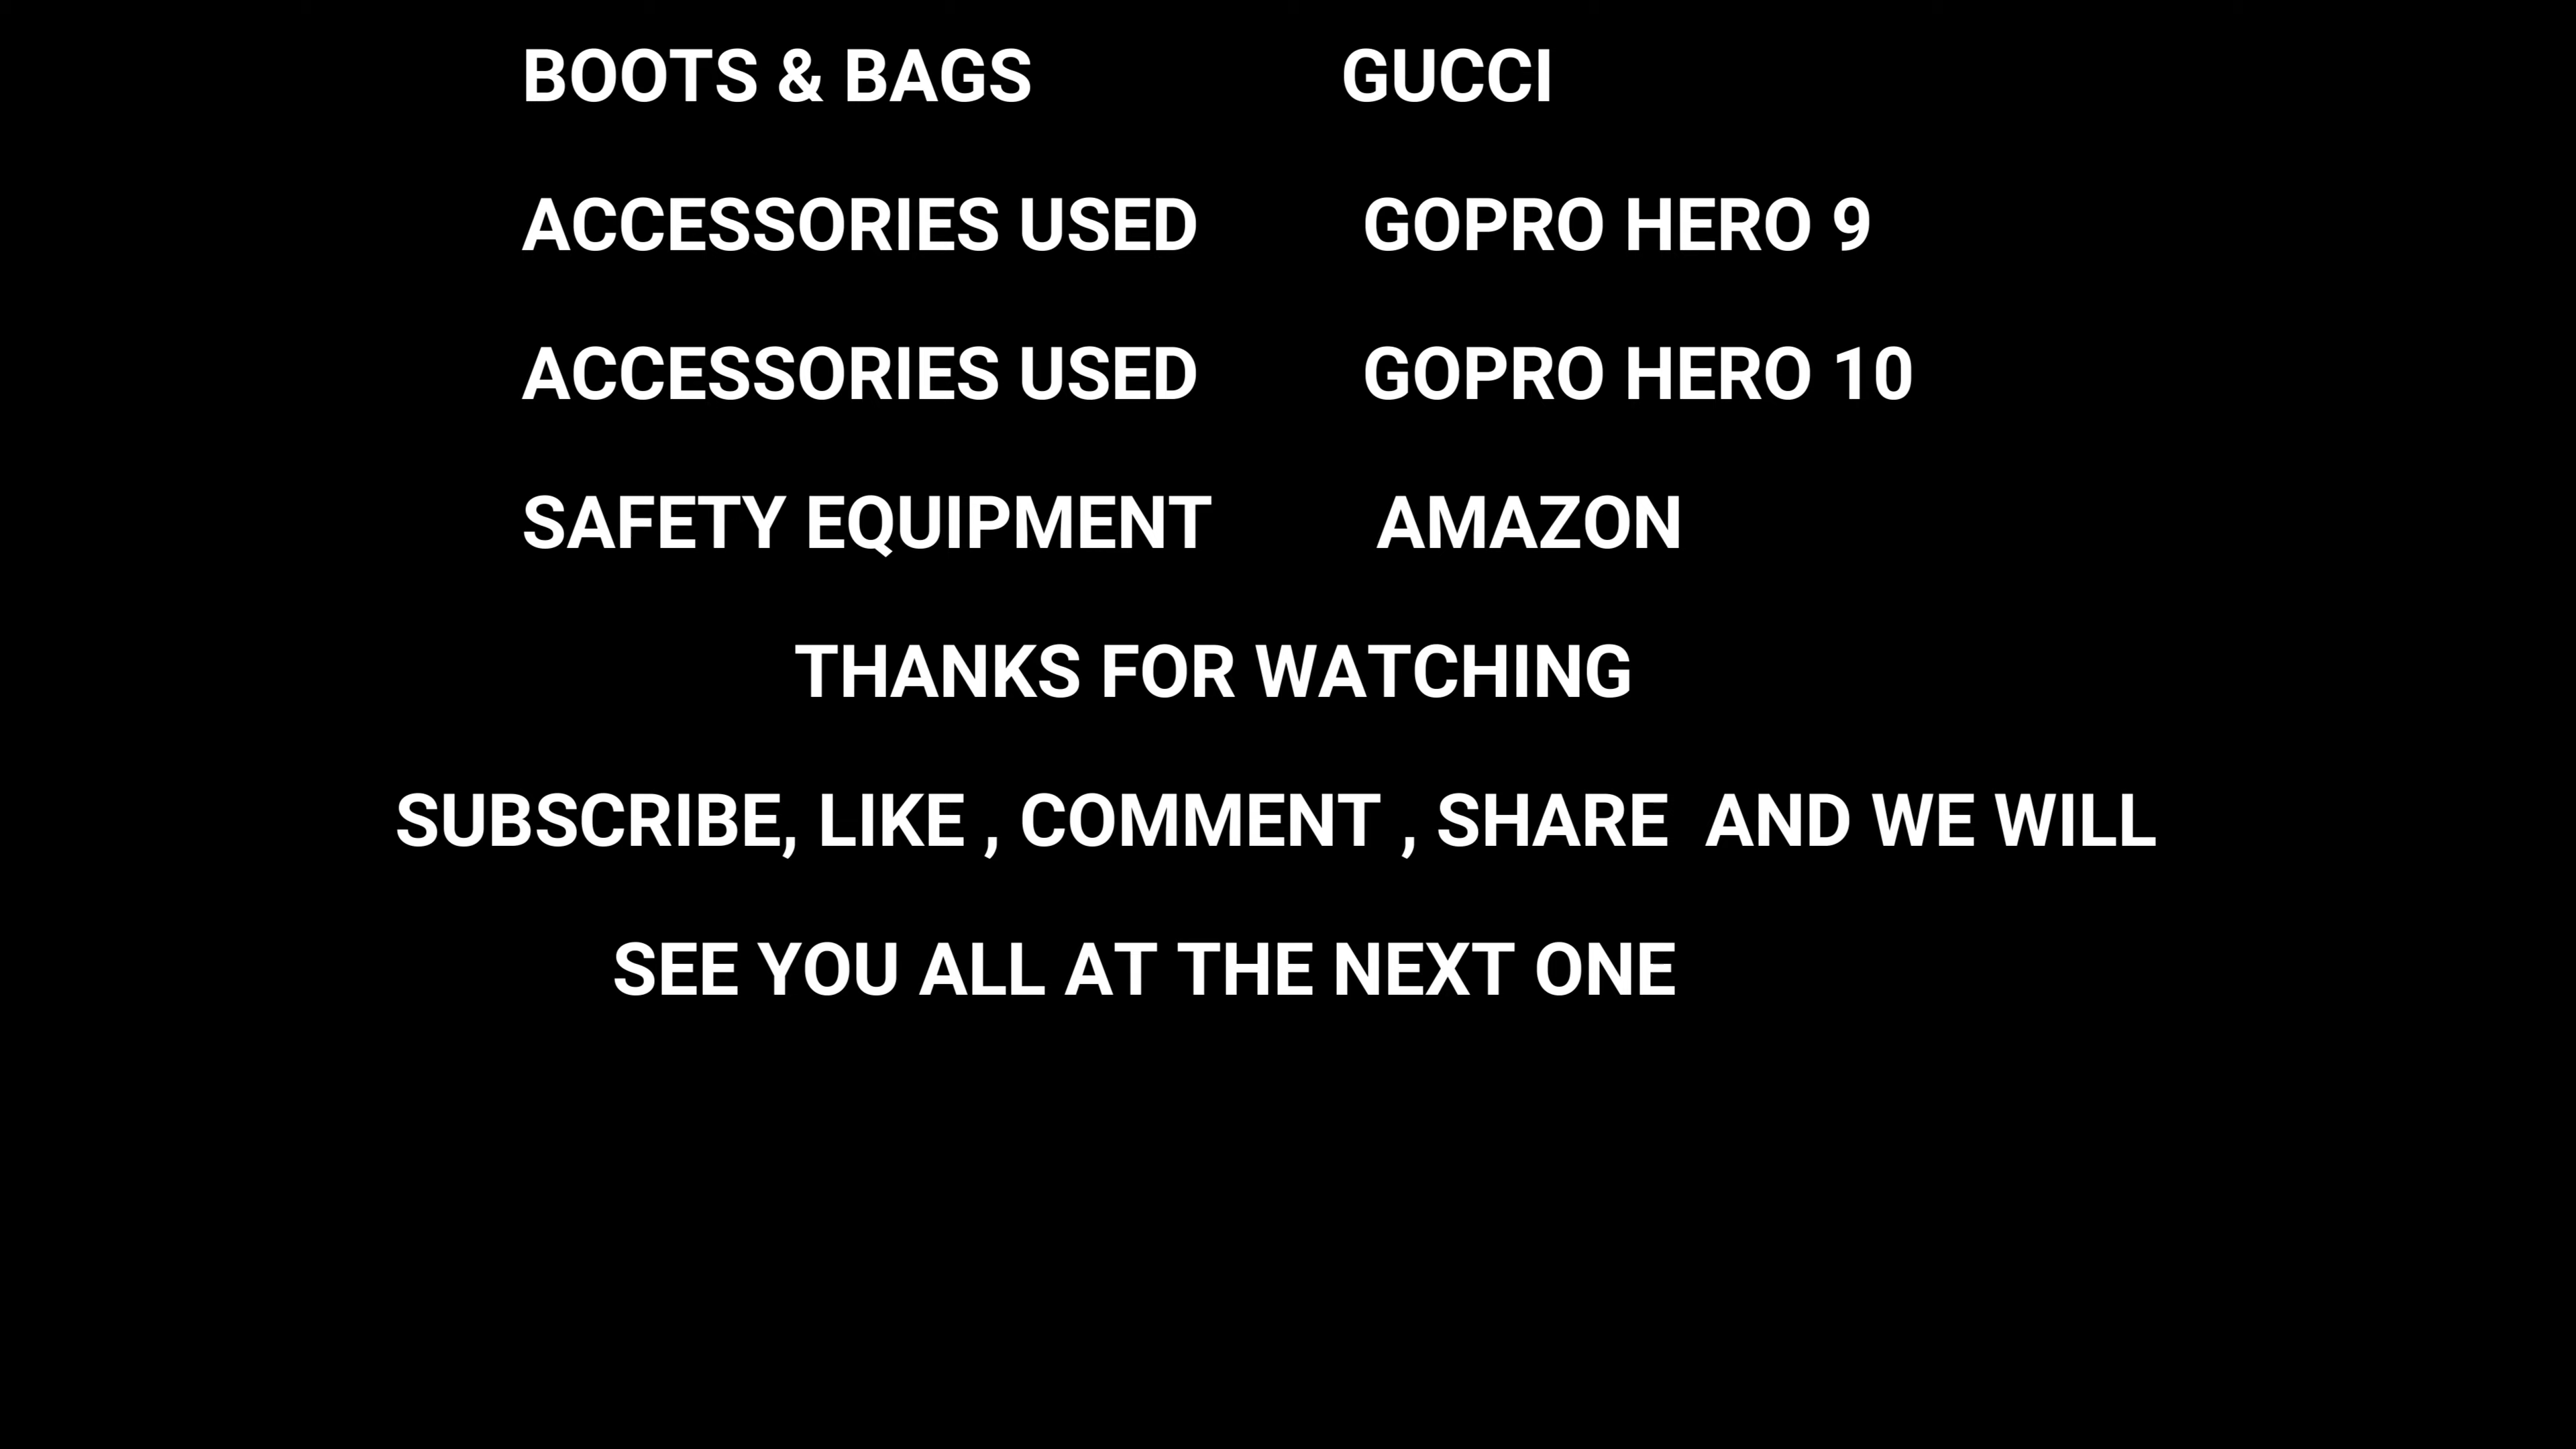 BOOTS & BAGS GUCCI
ACCESSORIES USED GOPRO HERO 9
ACCESSORIES USED GOPRO HERO 10
SAFETY EQUIPMENT AMAZON
THANKS FOR WATCHING
SUBSCRIBE, LIKE , COMMENT , SHARE  AND WE WILL
SEE YOU ALL AT THE NEXT ONE